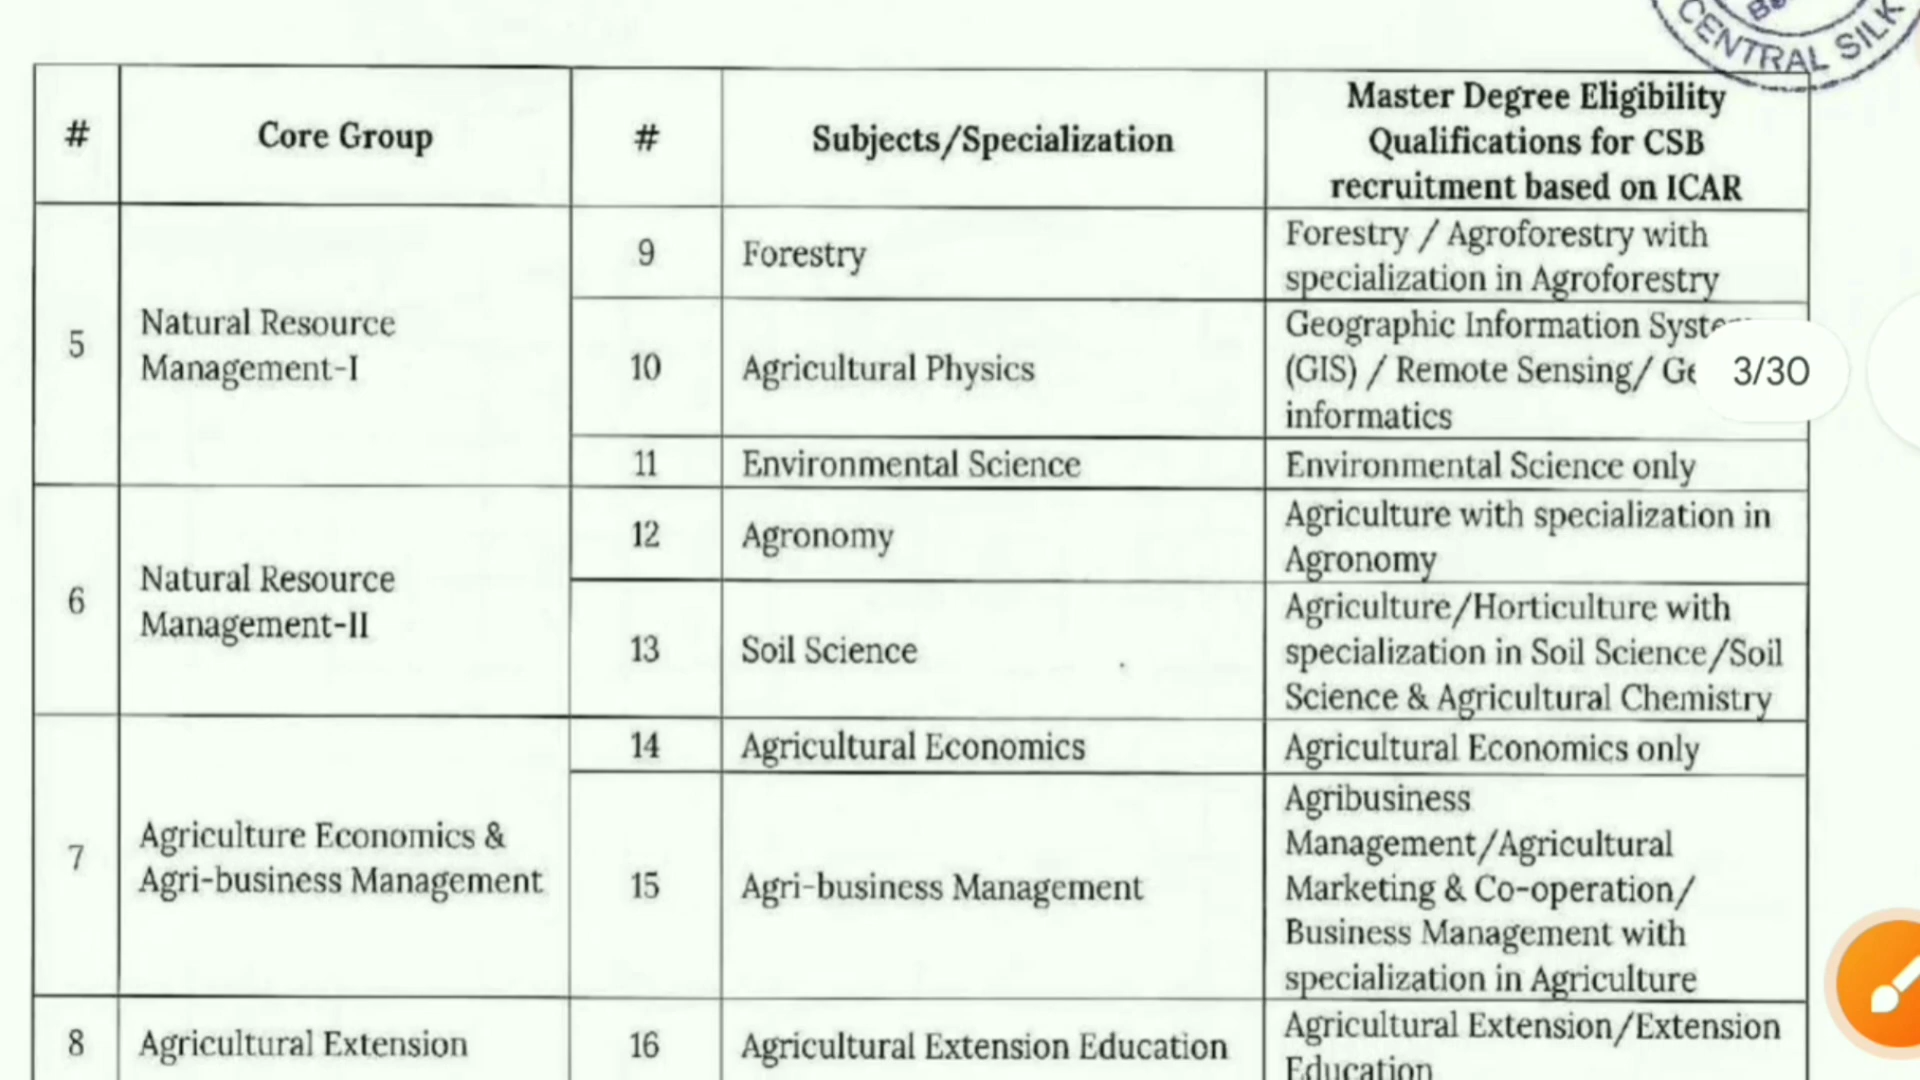 CENTRAL SILK
# Core Group # Subjects/Specialization Master Degree Eligibility
Qualifications for CSB
recruitment based on ICAR
5 Natural Resource
Management-I
9 Forestry Forestry / Agroforestry with
specialization in Agroforestry
10 Agricultural Physics Geographic Information
(GIS) / Remote Sensing/
informatics
3/30
11 Environmental Science Environmental Science only
6 Natural Resource
Management-II
12 Agronomy Agriculture with specialization in
Agronomy
13 Soil Science Agriculture/Horticulture with
specialization in Soil Science/Soil
Science & Agricultural Chemistry
7 Agriculture Economics &
Agri-business Management
14 Agricultural Economics Agricultural Economics only
15 Agri-business Management Agribusiness
Management/Agricultural
Marketing & Co-operation/
Business Management with
specialization in Agriculture
8 Agricultural Extension 16 Agricultural Extension Education Agricultural Extension/Extension
Education